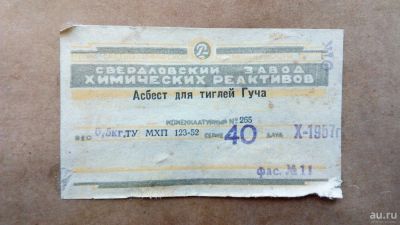 СВЕРДЛОВСКИЙ ЗАВОД
ХИМИЧЕСКИХ РЕАКТИВОВ
Асбест для тиглей Гуча
НОМЕНКЛАТУРНЫЙ № 265
ВЕС 0,5кг, ТУ МХП 123-52 СЕРИЯ 40 ДАТА X-1957г
фас. № 11
au.ru